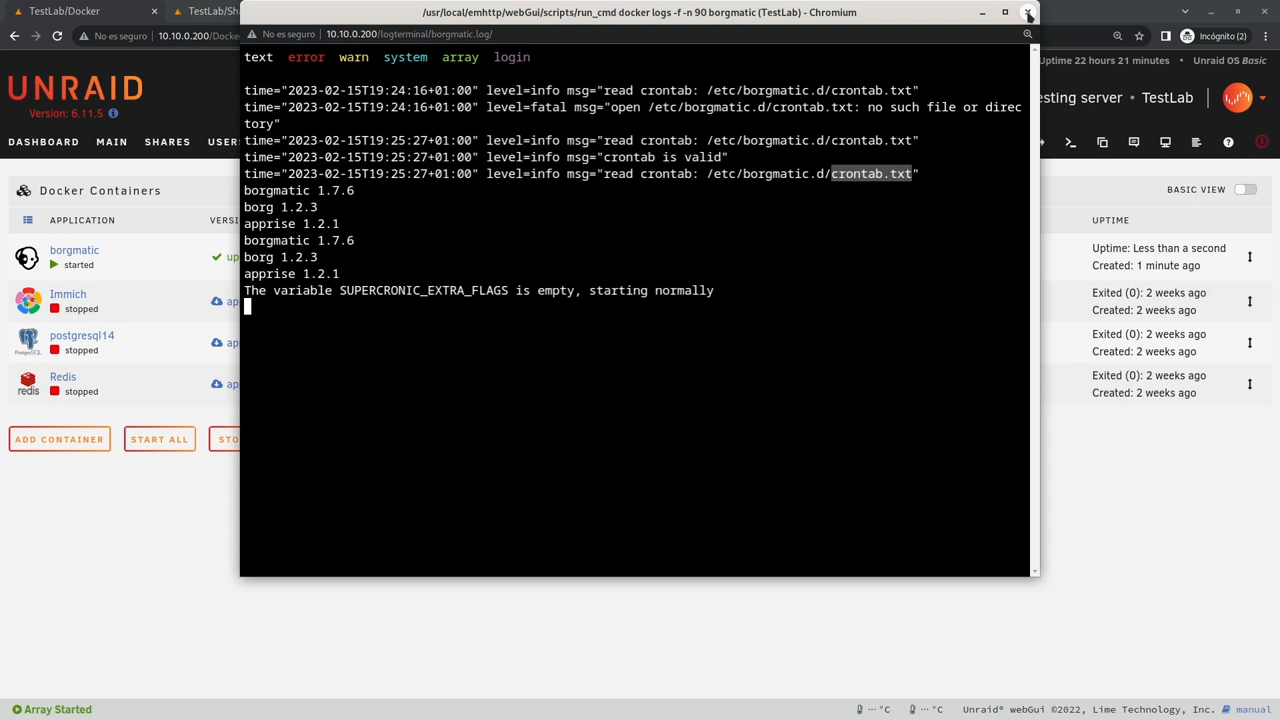 TestLab/Docker
TestLab/Sh
/usr/local/emhttp/webGui/scripts/run_cmd docker logs -f -n 90 borgmatic (TestLab) - Chromium
No es seguro
10.10.0.200/Docke
No es seguro
10.10.0.200/logterminal/borgmatic.log/
Incógnito (2)
text error warn system array login
UNRAID
Version: 6.11.5
Uptime 22 hours 21 minutes • Unraid OS Basic
esting server • TestLab
DASHBOARD MAIN SHARES USERS
time="2023-02-15T19:24:16+01:00" level=info msg="read crontab: /etc/borgmatic.d/crontab.txt"
time="2023-02-15T19:24:16+01:00" level=fatal msg="open /etc/borgmatic.d/crontab.txt: no such file or direc
tory"
time="2023-02-15T19:25:27+01:00" level=info msg="read crontab: /etc/borgmatic.d/crontab.txt"
time="2023-02-15T19:25:27+01:00" level=info msg="crontab is valid"
time="2023-02-15T19:25:27+01:00" level=info msg="read crontab: /etc/borgmatic.d/crontab.txt"
borgmatic 1.7.6
borg 1.2.3
apprise 1.2.1
borgmatic 1.7.6
borg 1.2.3
apprise 1.2.1
The variable SUPERCRONIC_EXTRA_FLAGS is empty, starting normally
Docker Containers
BASIC VIEW
APPLICATION VERSI UPTIME
borgmatic
started
up
Uptime: Less than a second
Created: 1 minute ago
Immich
stopped
ap
Exited (0): 2 weeks ago
Created: 2 weeks ago
postgresql14
stopped
ap
Exited (0): 2 weeks ago
Created: 2 weeks ago
Redis
redis
stopped
ap
Exited (0): 2 weeks ago
Created: 2 weeks ago
ADD CONTAINER START ALL STO
Array Started
··· °C ··· °C Unraid® webGui ©2022, Lime Technology, Inc. manual